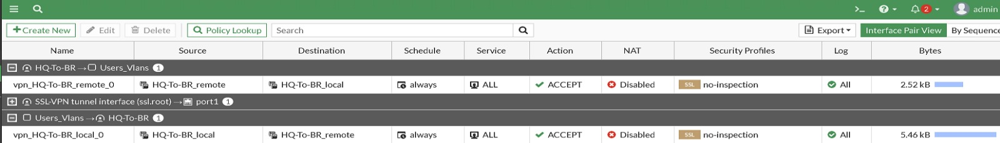 >_ ? 2 admin
Create New Edit Delete Policy Lookup Search Export Interface Pair View By Sequence
Name Source Destination Schedule Service Action NAT Security Profiles Log Bytes
HQ-To-BR → Users_Vlans 1
vpn_HQ-To-BR_remote_0 HQ-To-BR_remote HQ-To-BR_local always ALL ACCEPT Disabled SSL no-inspection All 2.52 kB
SSL-VPN tunnel interface (ssl.root) → port1 1
Users_Vlans → HQ-To-BR 1
vpn_HQ-To-BR_local_0 HQ-To-BR_local HQ-To-BR_remote always ALL ACCEPT Disabled SSL no-inspection All 5.46 kB